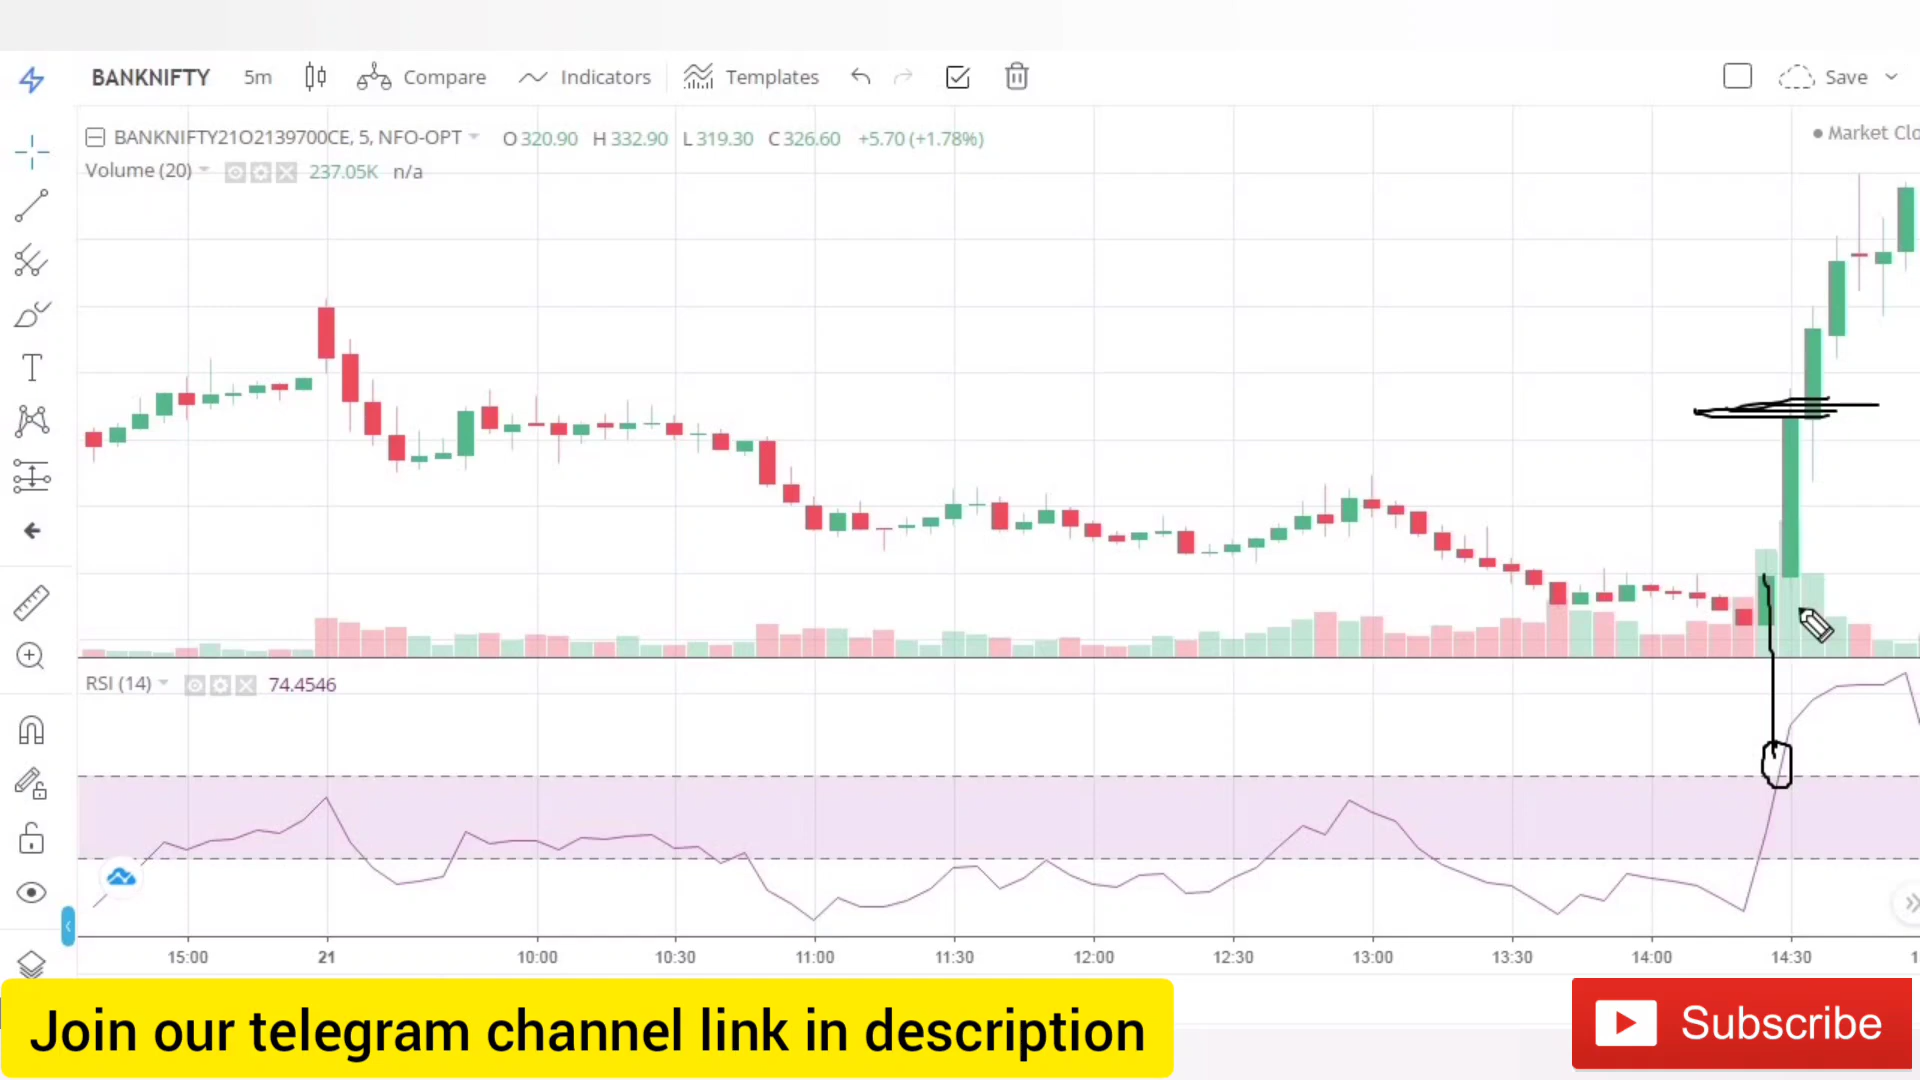 BANKNIFTY 5m Compare Indicators Templates Save
BANKNIFTY21O2139700CE, 5, NFO-OPT O 320.90 H 332.90 L 319.30 C 326.60 +5.70 (+1.78%)
Market Clo
Volume (20) 237.05K n/a
T
RSI (14) 74.4546
15:00 21 10:00 10:30 11:00 11:30 12:00 12:30 13:00 13:30 14:00 14:30 1
Join our telegram channel link in description
Subscribe